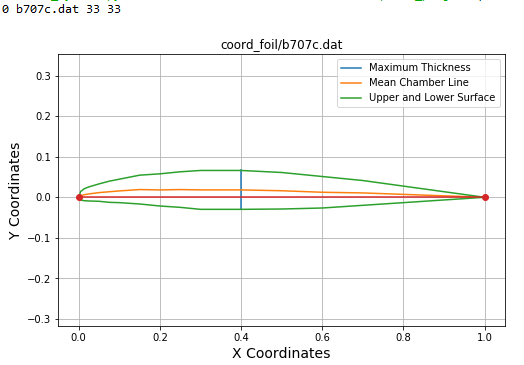 0 b707c.dat 33 33
coord_foil/b707c.dat
Maximum Thickness
Mean Chamber Line
Upper and Lower Surface
0.3
0.2
0.1
0.0
−0.1
−0.2
−0.3
Y Coordinates
0.0 0.2 0.4 0.6 0.8 1.0
X Coordinates